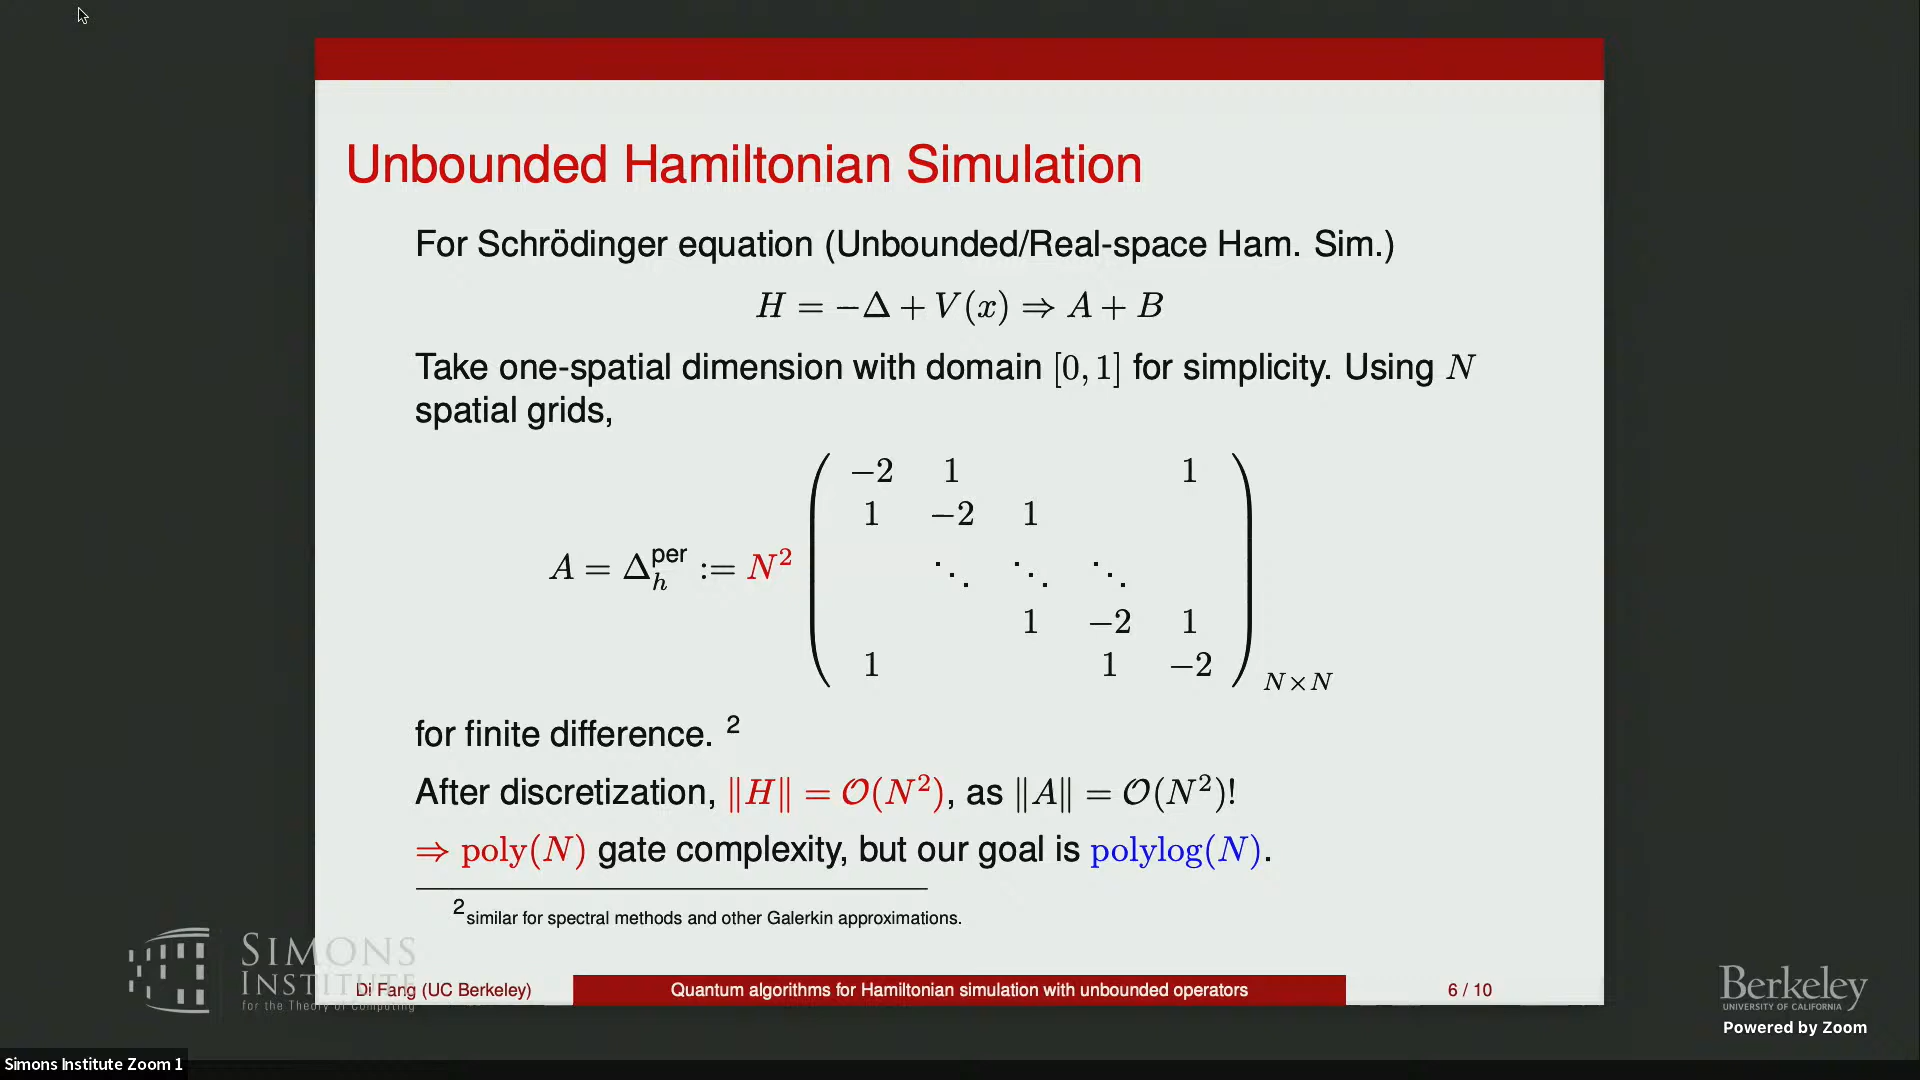 Unbounded Hamiltonian Simulation
For Schrödinger equation (Unbounded/Real-space Ham. Sim.)
H = −Δ + V(x) ⇒ A + B
Take one-spatial dimension with domain [0, 1] for simplicity. Using N
spatial grids,
−2 1 1
1 −2 1
A = Δ_h^per := N² ⋱ ⋱ ⋱
1 −2 1
1 1 −2
N×N
for finite difference. ²
After discretization, ‖H‖ = 𝒪(N²), as ‖A‖ = 𝒪(N²)!
⇒ poly(N) gate complexity, but our goal is polylog(N).
²similar for spectral methods and other Galerkin approximations.
SIMONS
INSTITUTE
for the Theory of Computing
Di Fang (UC Berkeley) Quantum algorithms for Hamiltonian simulation with unbounded operators 6 / 10
Berkeley
UNIVERSITY OF CALIFORNIA
Powered by Zoom
Simons Institute Zoom 1